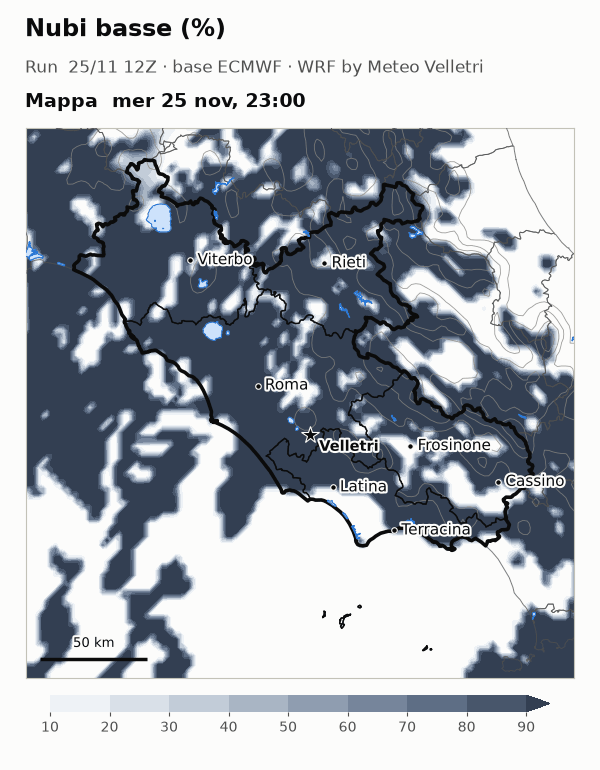 Nubi basse (%)
Run  25/11 12Z · base ECMWF · WRF by Meteo Velletri
Mappa  mer 25 nov, 23:00
Viterbo
Rieti
Roma
Velletri
Frosinone
Latina
Cassino
Terracina
50 km
10 20 30 40 50 60 70 80 90